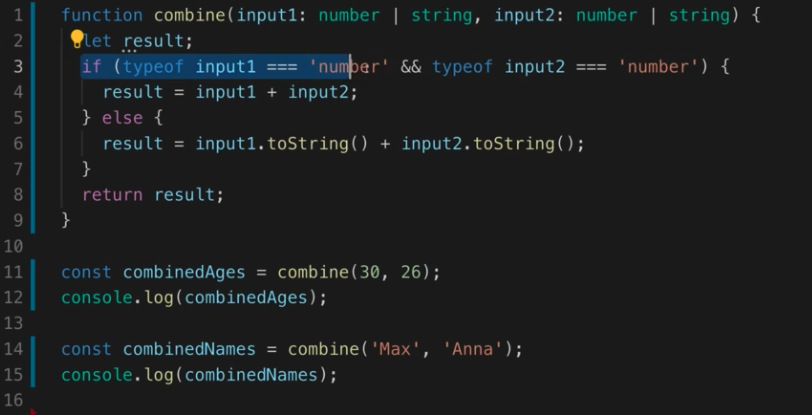 1 function combine(input1: number | string, input2: number | string) {
2 let result;
3 if (typeof input1 === 'number' && typeof input2 === 'number') {
4 result = input1 + input2;
5 } else {
6 result = input1.toString() + input2.toString();
7 }
8 return result;
9 }
10
11 const combinedAges = combine(30, 26);
12 console.log(combinedAges);
13
14 const combinedNames = combine('Max', 'Anna');
15 console.log(combinedNames);
16